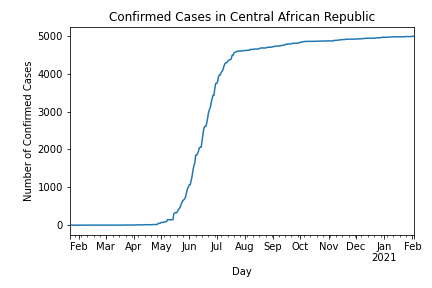 Confirmed Cases in Central African Republic
Number of Confirmed Cases
5000
4000
3000
2000
1000
0
Feb Mar Apr May Jun Jul Aug Sep Oct Nov Dec Jan Feb
2021
Day